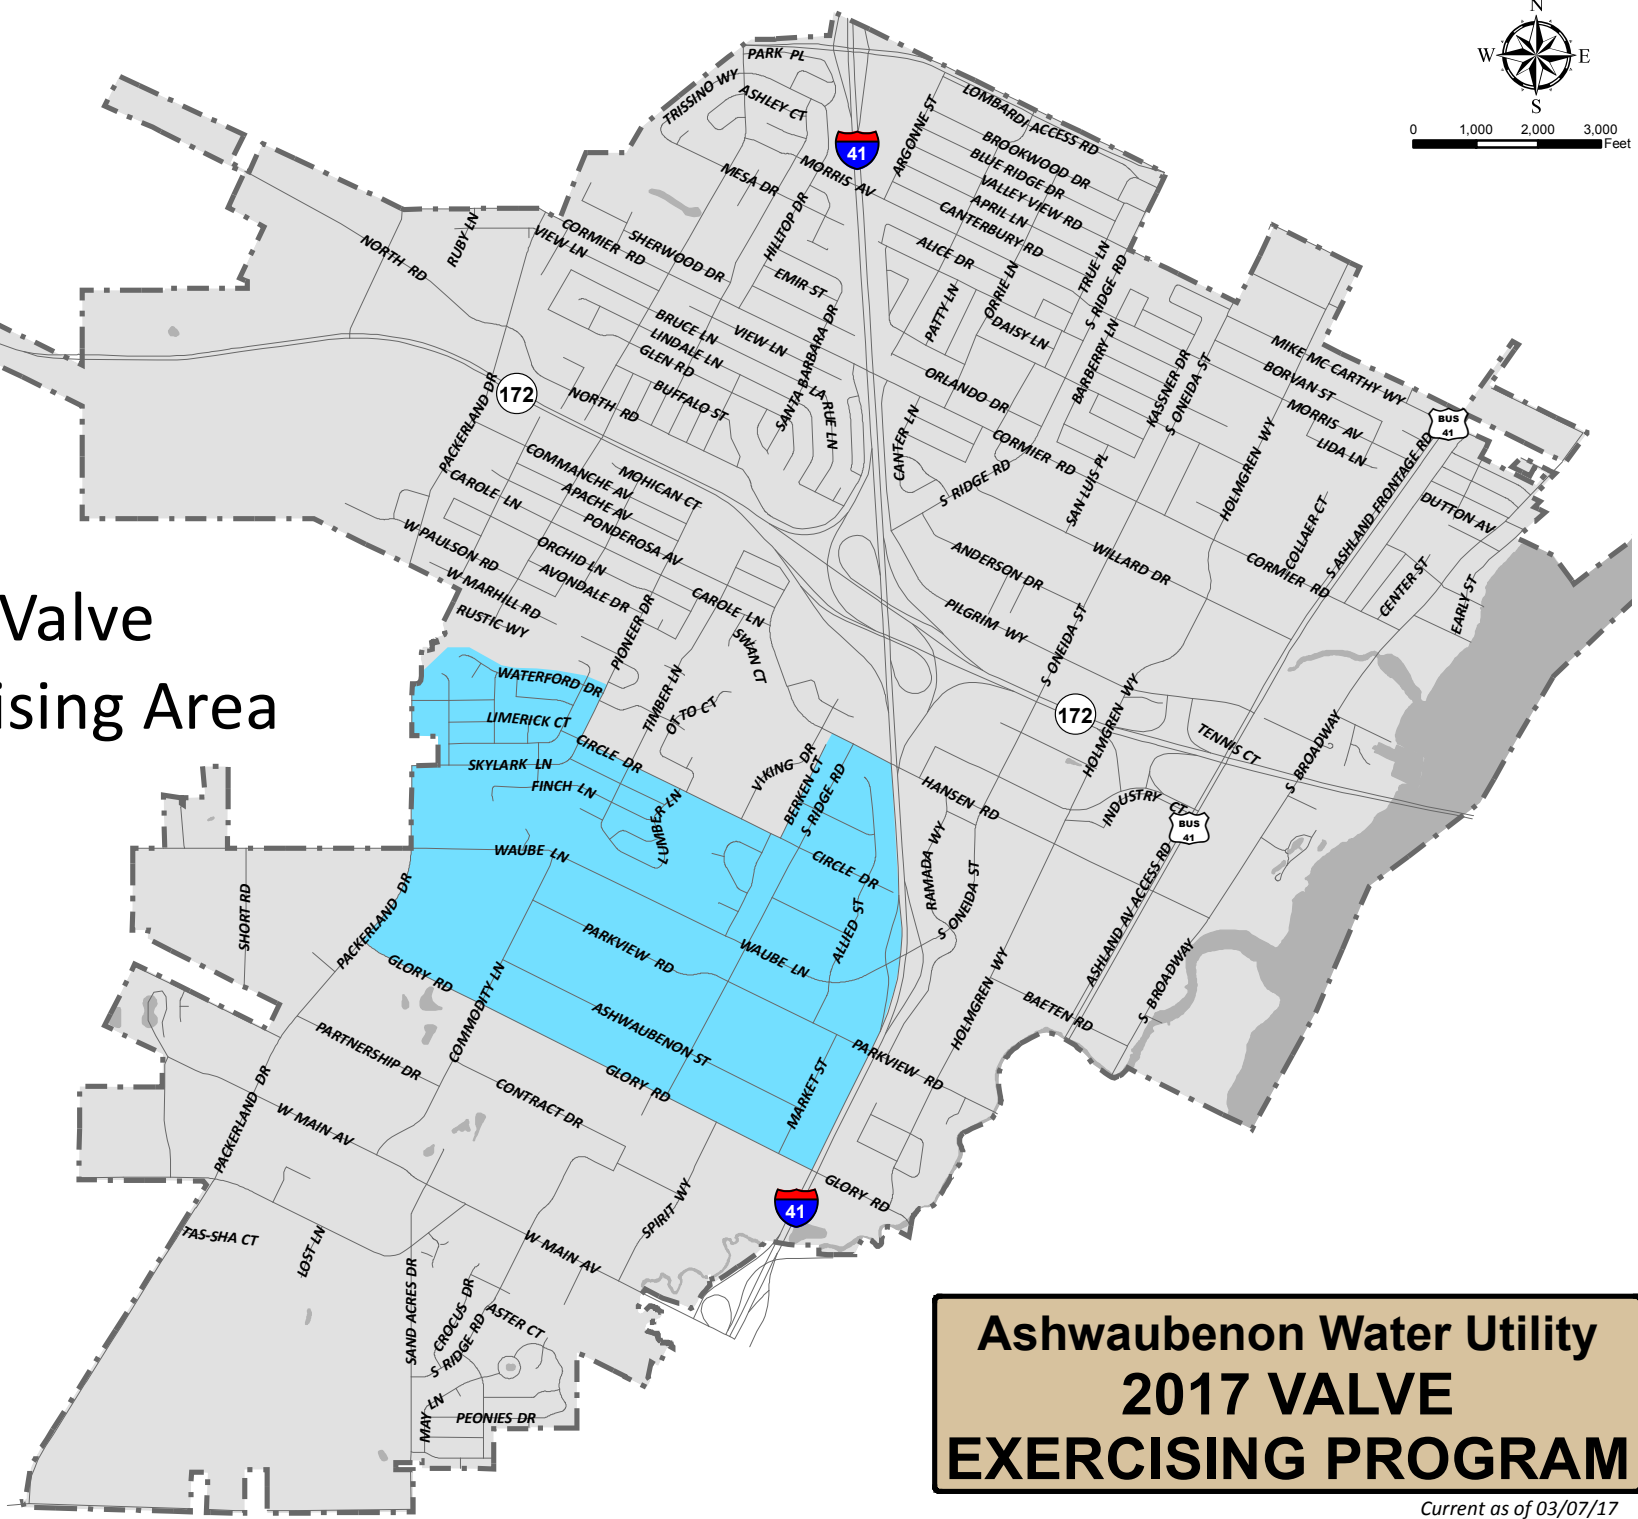 N
W E
S
0 1,000 2,000 3,000
Feet
PARK PL
TRISSINO WY
ASHLEY CT
41
LOMBARDI ACCESS RD
ARGONNE ST
BROOKWOOD DR
BLUE RIDGE DR
VALLEY VIEW RD
APRIL LN
CANTERBURY RD
MORRIS AV
MESA DR
HILLTOP DR
RUBY LN
NORTH RD
CORMIER RD
VIEW LN
SHERWOOD DR
EMIR ST
ALICE DR
TRUE LN
S RIDGE RD
ORRIE LN
PATTY LN
DAISY LN
BRUCE LN
LINDALE LN
GLEN RD
BUFFALO ST
VIEW LN
SANTA BARBARA DR
LA RUE LN
BARBERRY LN
KASSNER DR
S ONEIDA ST
MIKE MC CARTHY WY
BORVAN ST
MORRIS AV
LIDA LN
BUS
41
172
PACKERLAND DR
NORTH RD
ORLANDO DR
CORMIER RD
CANTER LN
S RIDGE RD
SAN LUIS PL
HOLMGREN WY
COLLAER CT
S ASHLAND FRONTAGE RD
DUTTON AV
COMMANCHE AV
MOHICAN CT
APACHE AV
CAROLE LN
PONDEROSA AV
W PAULSON RD
ORCHID LN
AVONDALE DR
W MARHILL RD
RUSTIC WY
PIONEER DR
CAROLE LN
SWAN CT
ANDERSON DR
WILLARD DR
PILGRIM WY
CORMIER RD
CENTER ST
EARLY ST
S ONEIDA ST
Valve
ising Area
WATERFORD DR
LIMERICK CT
SKYLARK LN
FINCH LN
CIRCLE DR
TIMBER LN
OTTO CT
LUMBER LN
VIKING DR
BERKEN CT
S RIDGE RD
172
HOLMGREN WY
TENNIS CT
S BROADWAY
HANSEN RD
INDUSTRY CT
BUS
41
WAUBE LN
CIRCLE DR
RAMADA WY
S ONEIDA ST
ASHLAND AV ACCESS RD
SHORT RD
PACKERLAND DR
GLORY RD
PARKVIEW RD
WAUBE LN
ALLIED ST
COMMODITY LN
ASHWAUBENON ST
HOLMGREN WY
BAETEN RD
S BROADWAY
PARTNERSHIP DR
GLORY RD
MARKET ST
PARKVIEW RD
PACKERLAND DR
W MAIN AV
CONTRACT DR
41
GLORY RD
SPIRIT WY
TAS-SHA CT
LOST LN
W MAIN AV
SAND ACRES DR
CROCUS DR
S RIDGE RD
ASTER CT
MAY LN
PEONIES DR
Ashwaubenon Water Utility
2017 VALVE
EXERCISING PROGRAM
Current as of 03/07/17